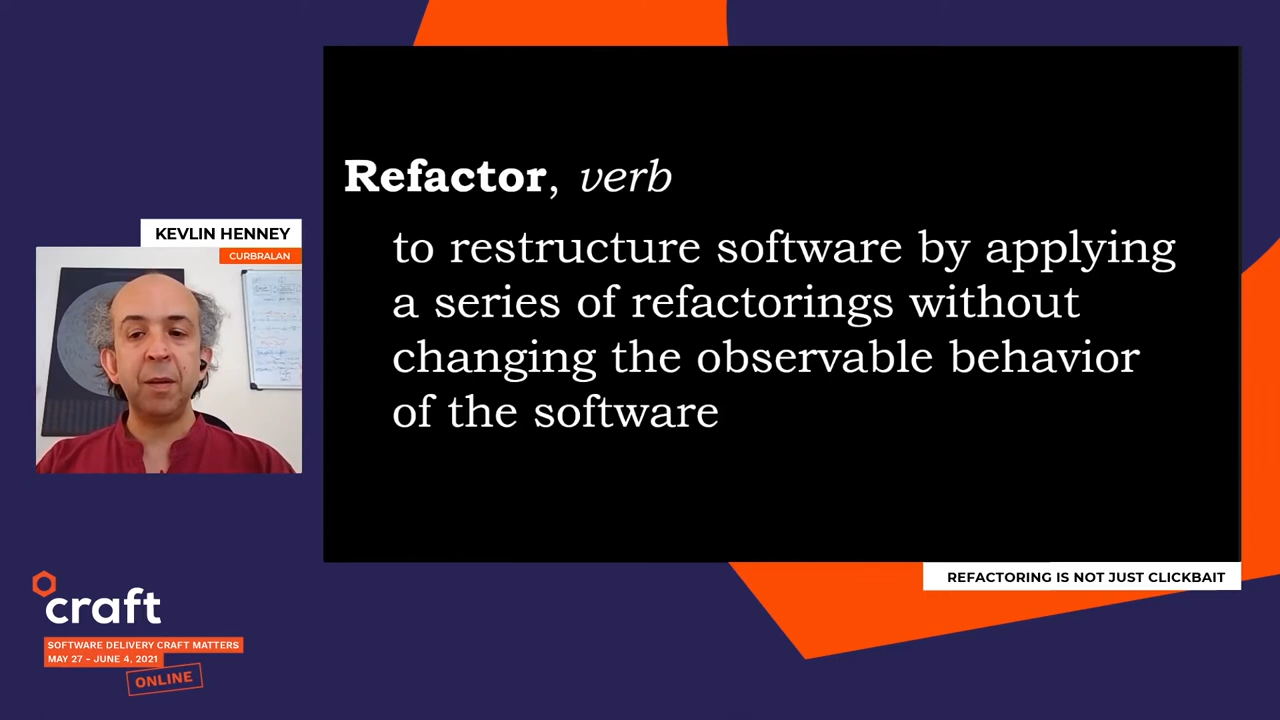 KEVLIN HENNEY
CURBRALAN
Refactor, verb
to restructure software by applying
a series of refactorings without
changing the observable behavior
of the software
REFACTORING IS NOT JUST CLICKBAIT
craft
SOFTWARE DELIVERY CRAFT MATTERS
MAY 27 - JUNE 4, 2021
ONLINE